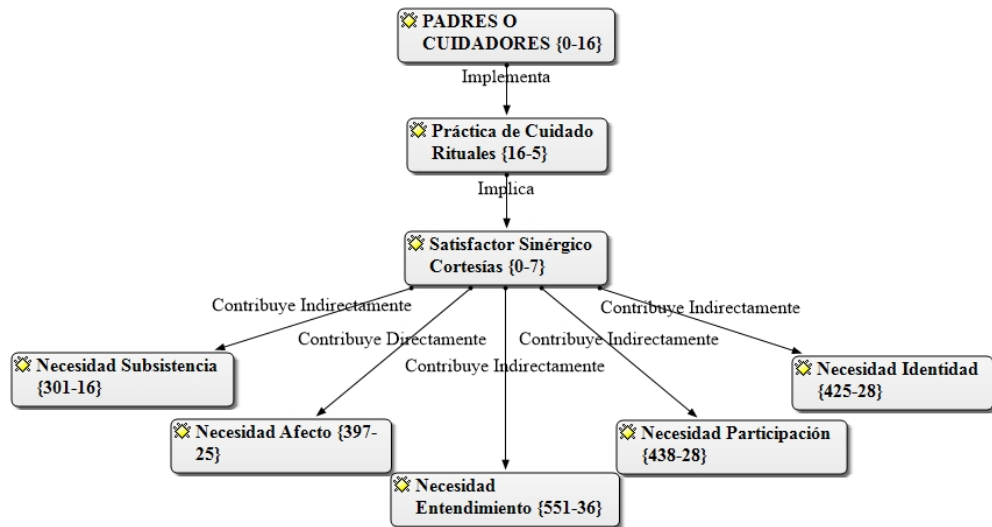 PADRES O
CUIDADORES {0-16}
Implementa
Práctica de Cuidado
Rituales {16-5}
Implica
Satisfactor Sinérgico
Cortesías {0-7}
Contribuye Indirectamente
Contribuye Directamente
Contribuye Indirectamente
Contribuye Indirectamente
Contribuye Indirectamente
Necesidad Subsistencia
{301-16}
Necesidad Afecto {397-
25}
Necesidad
Entendimiento {551-36}
Necesidad Participación
{438-28}
Necesidad Identidad
{425-28}